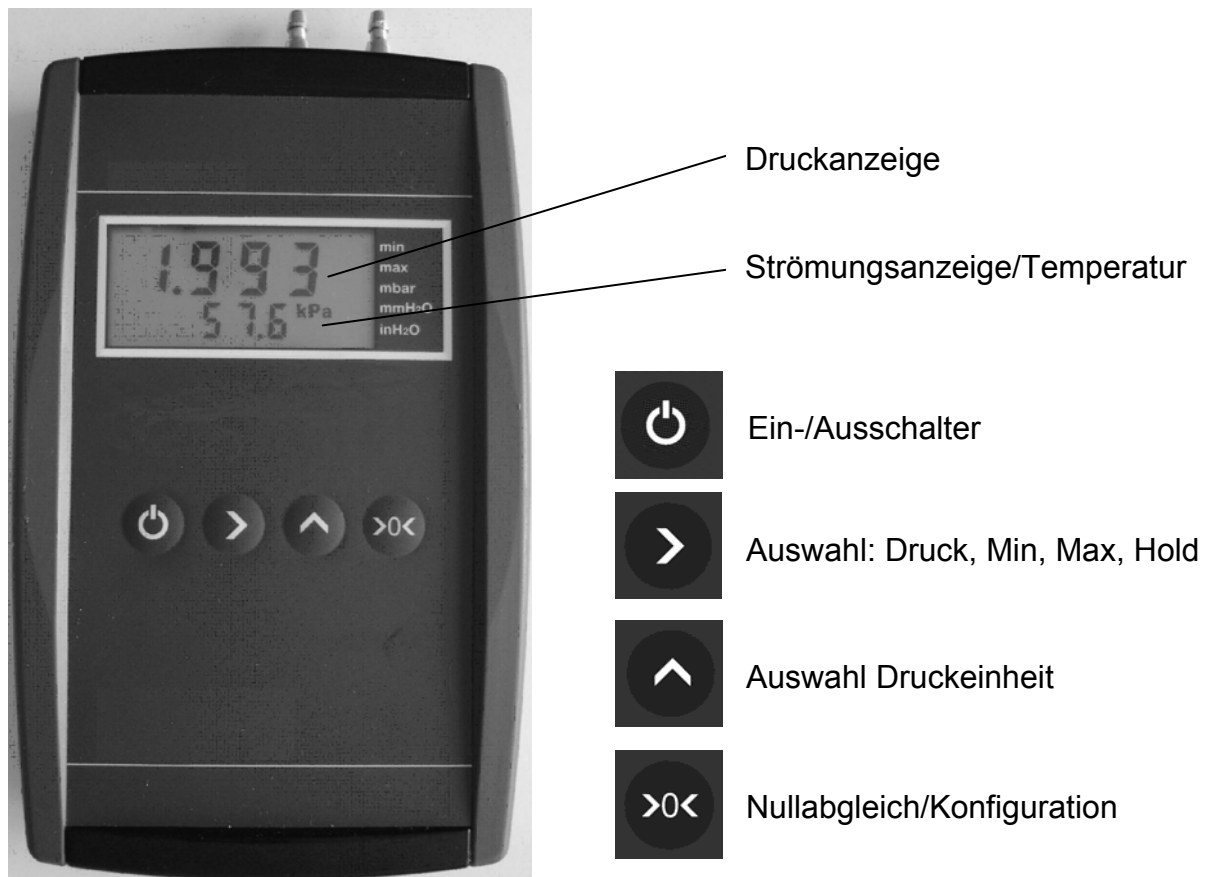 Druckanzeige
1.993
min
max
mbar
Strömungsanzeige/Temperatur
57.6 kPa
mmH2O
inH2O
Ein-/Ausschalter
>0<
Auswahl: Druck, Min, Max, Hold
Auswahl Druckeinheit
>0<
Nullabgleich/Konfiguration